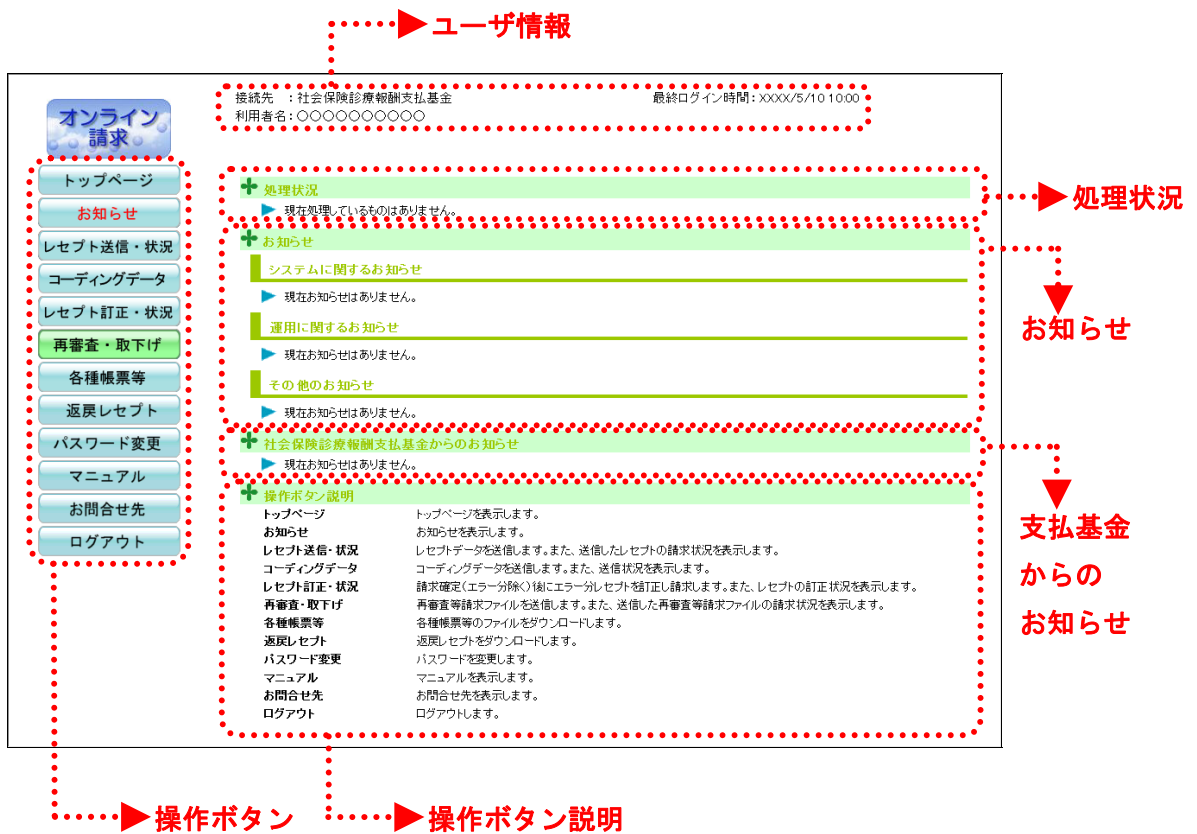 ユーザ情報
接続先 ：社会保険診療報酬支払基金 最終ログイン時間：XXXX/5/10 10:00
利用者名：○○○○○○○○○○
オンライン
請求
トップページ
お知らせ
レセプト送信・状況
コーディングデータ
レセプト訂正・状況
再審査・取下げ
各種帳票等
返戻レセプト
パスワード変更
マニュアル
お問合せ先
ログアウト
処理状況
現在処理しているものはありません。
処理状況
お知らせ
システムに関するお知らせ
現在お知らせはありません。
運用に関するお知らせ
現在お知らせはありません。
その他のお知らせ
現在お知らせはありません。
お知らせ
社会保険診療報酬支払基金からのお知らせ
現在お知らせはありません。
支払基金
からの
お知らせ
操作ボタン説明
トップページ トップページを表示します。
お知らせ お知らせを表示します。
レセプト送信・状況 レセプトデータを送信します。また、送信したレセプトの請求状況を表示します。
コーディングデータ コーディングデータを送信します。また、送信状況を表示します。
レセプト訂正・状況 請求確定（エラー分除く）後にエラー分レセプトを訂正し請求します。また、レセプトの訂正状況を表示します。
再審査・取下げ 再審査等請求ファイルを送信します。また、送信した再審査等請求ファイルの請求状況を表示します。
各種帳票等 各種帳票等のファイルをダウンロードします。
返戻レセプト 返戻レセプトをダウンロードします。
パスワード変更 パスワードを変更します。
マニュアル マニュアルを表示します。
お問合せ先 お問合せ先を表示します。
ログアウト ログアウトします。
操作ボタン
操作ボタン説明